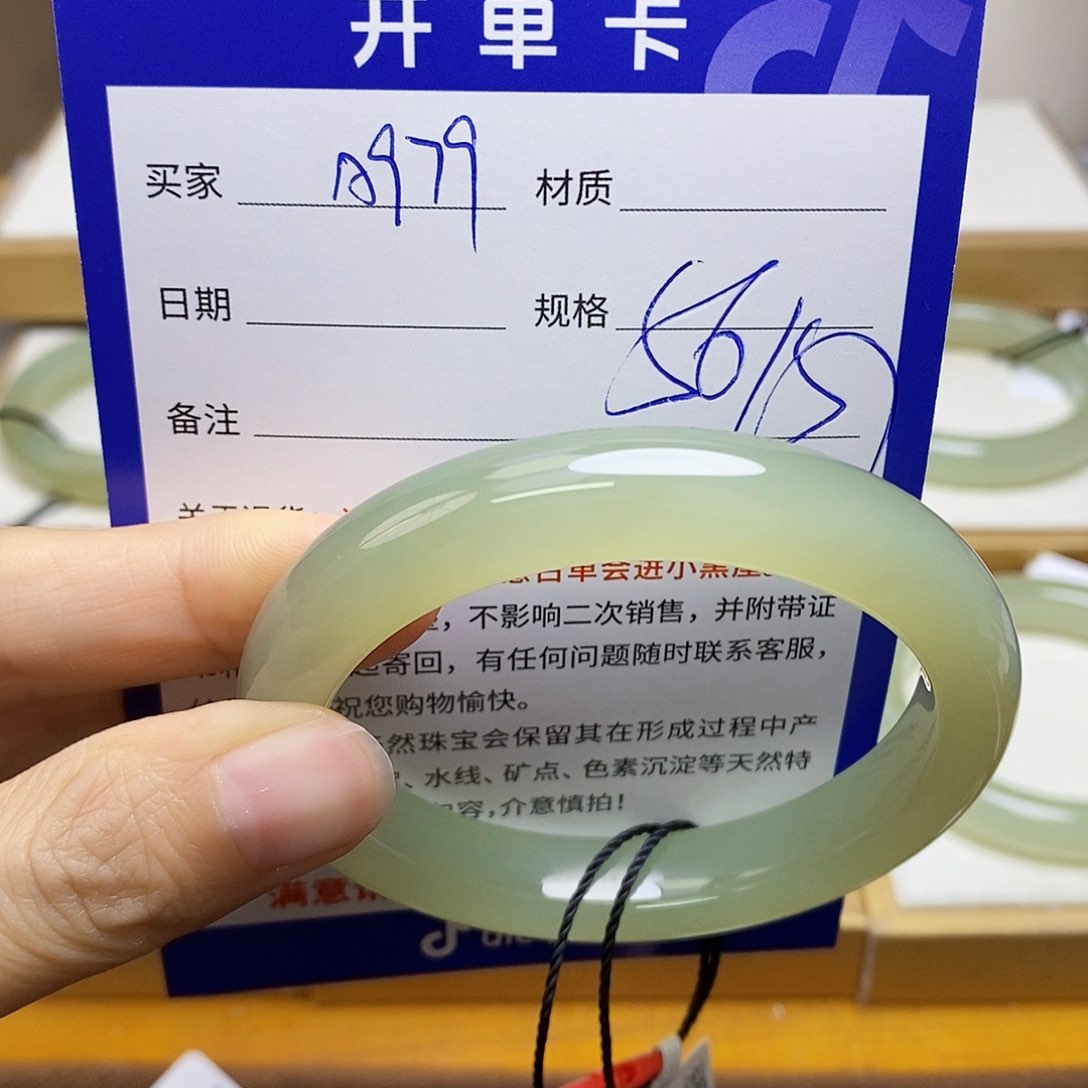 开单卡
买家 A979 材质
日期 规格 56/15
备注
白单会进小黑屋
,不影响二次销售,并附带证
寄回,有任何问题随时联系客服,
祝您购物愉快。
然珠宝会保留其在形成过程中产
、水线、矿点、色素沉淀等天然特
容,介意慎拍!
满意